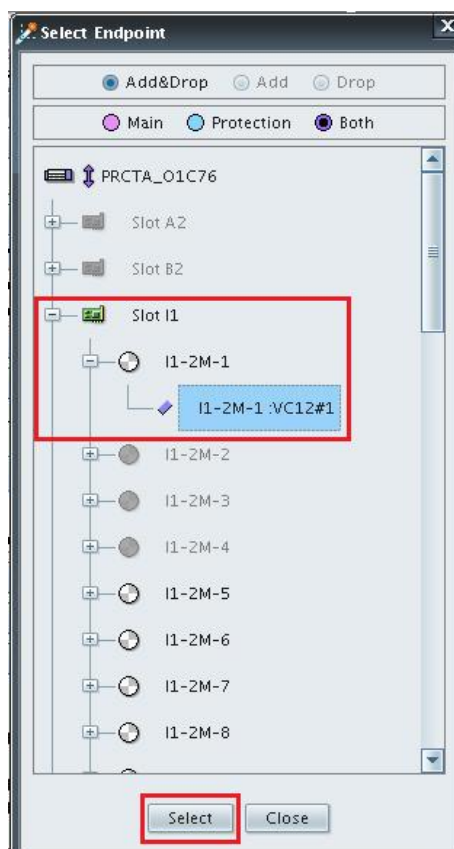 Select Endpoint
X
Add&Drop Add Drop
Main Protection Both
PRCTA_O1C76
Slot A2
Slot B2
Slot I1
I1-2M-1
I1-2M-1 :VC12#1
I1-2M-2
I1-2M-3
I1-2M-4
I1-2M-5
I1-2M-6
I1-2M-7
I1-2M-8
Select Close